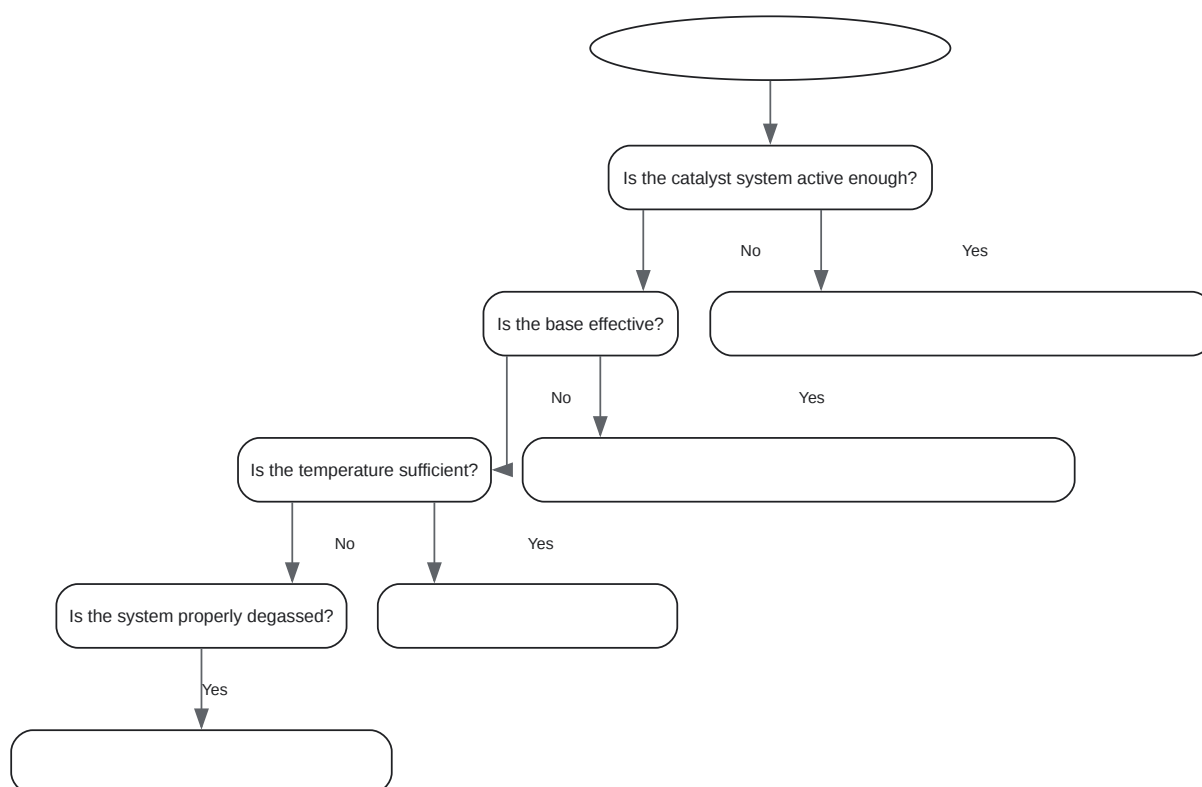 Is the catalyst system active enough?
No
Yes
Is the base effective?
No
Yes
Is the temperature sufficient?
No
Yes
Is the system properly degassed?
Yes